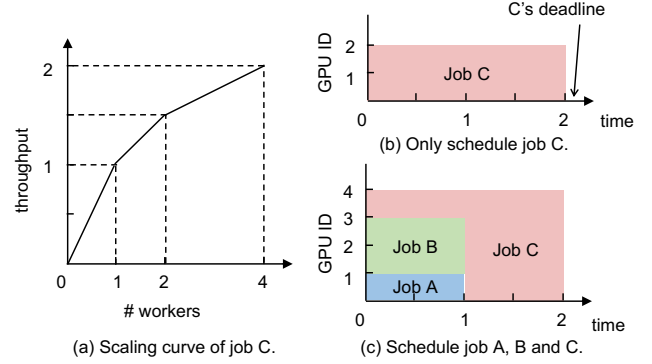 2
1
0
1
2
4
throughput
# workers
(a) Scaling curve of job C.
C's deadline
GPU ID
2
1
Job C
0
1
2
time
(b) Only schedule job C.
GPU ID
4
3
2
1
Job B
Job C
Job A
0
1
2
time
(c) Schedule job A, B and C.